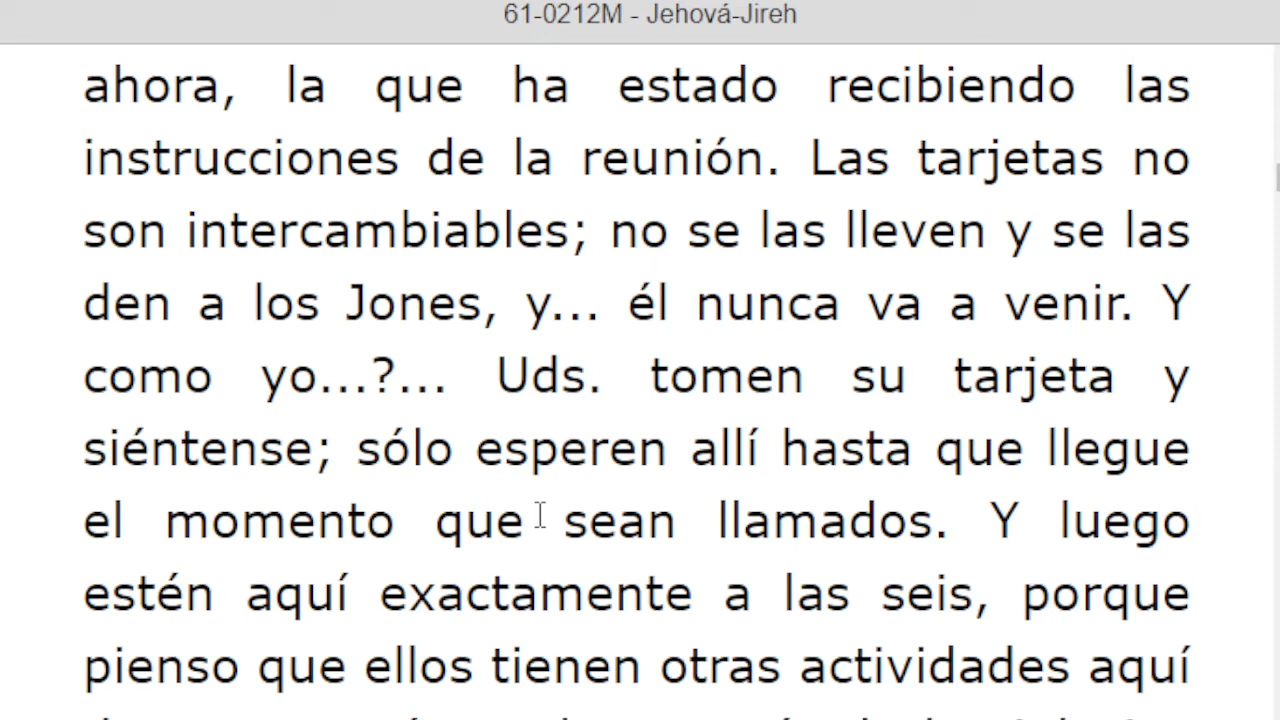 61-0212M - Jehová-Jireh
ahora, la que ha estado recibiendo las
instrucciones de la reunión. Las tarjetas no
son intercambiables; no se las lleven y se las
den a los Jones, y... él nunca va a venir. Y
como yo...?... Uds. tomen su tarjeta y
siéntense; sólo esperen allí hasta que llegue
el momento que sean llamados. Y luego
estén aquí exactamente a las seis, porque
pienso que ellos tienen otras actividades aquí